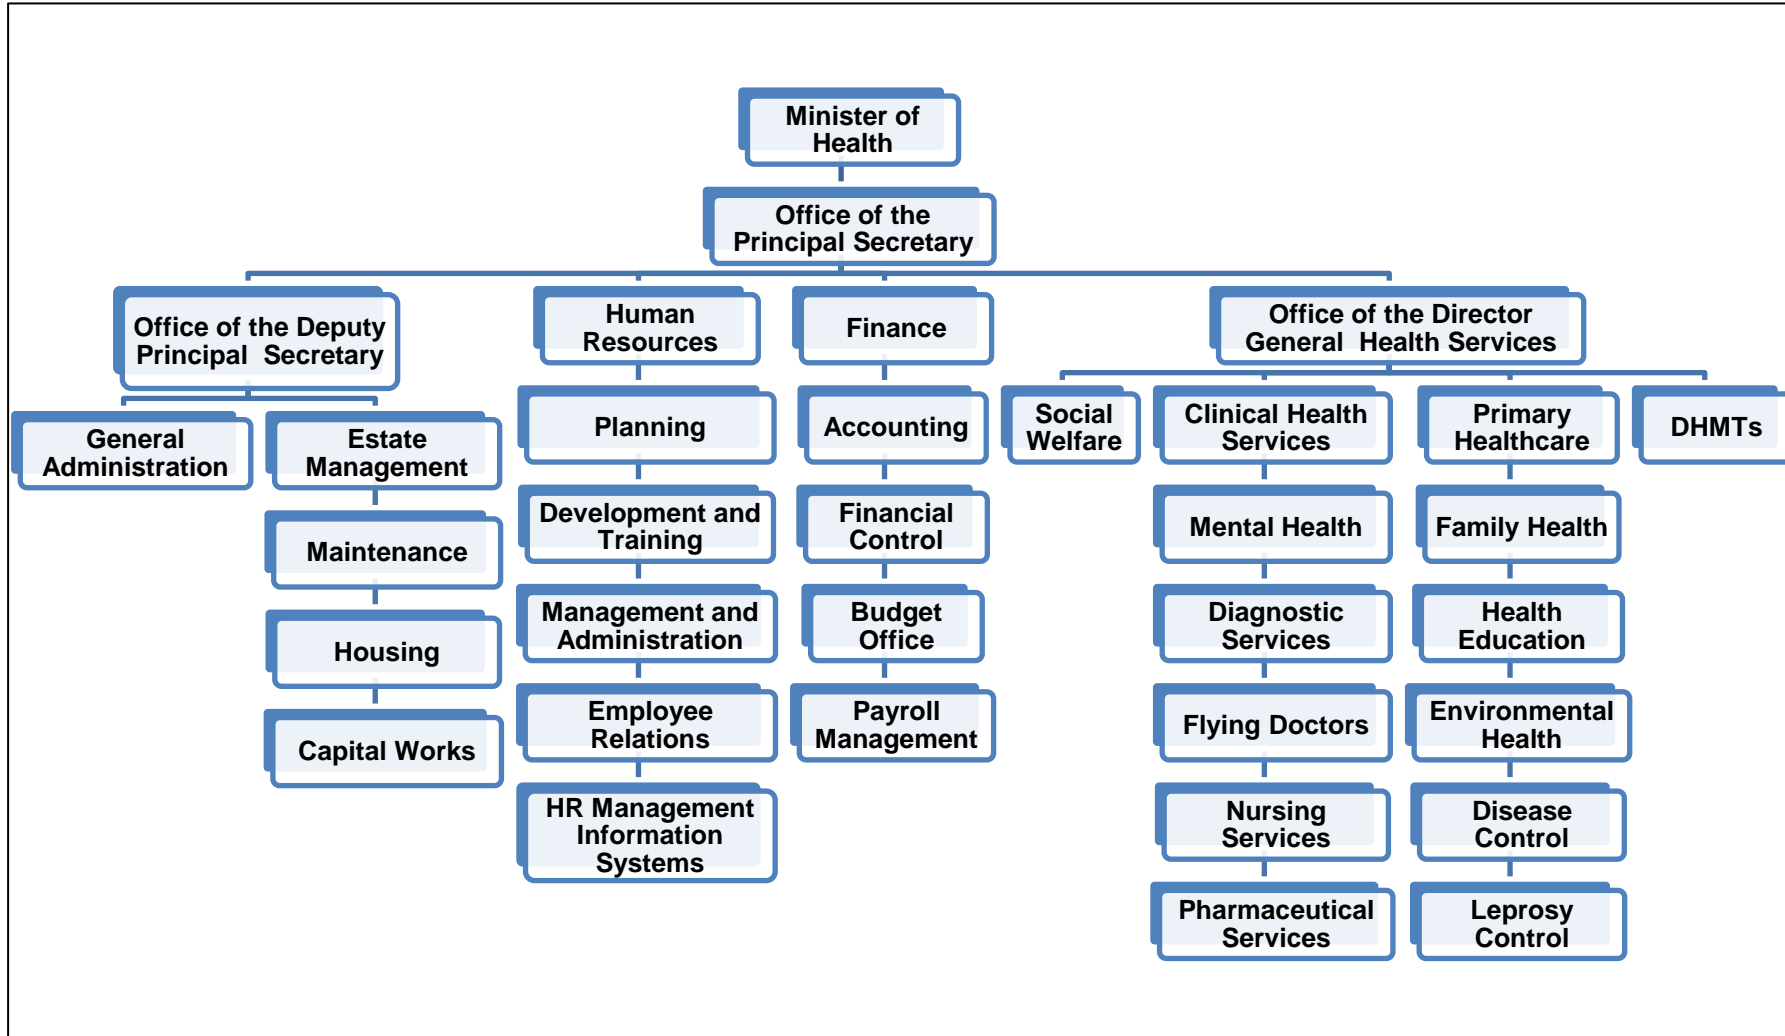 Minister of
Health
Office of the
Principal Secretary
Office of the Deputy
Principal  Secretary
Human
Resources
Finance
Office of the Director
General  Health Services
General
Administration
Estate
Management
Planning
Accounting
Social
Welfare
Clinical Health
Services
Primary
Healthcare
DHMTs
Maintenance
Development and
Training
Financial
Control
Mental Health
Family Health
Housing
Management and
Administration
Budget
Office
Diagnostic
Services
Health
Education
Capital Works
Employee
Relations
Payroll
Management
Flying Doctors
Environmental
Health
HR Management
Information
Systems
Nursing
Services
Disease
Control
Pharmaceutical
Services
Leprosy
Control